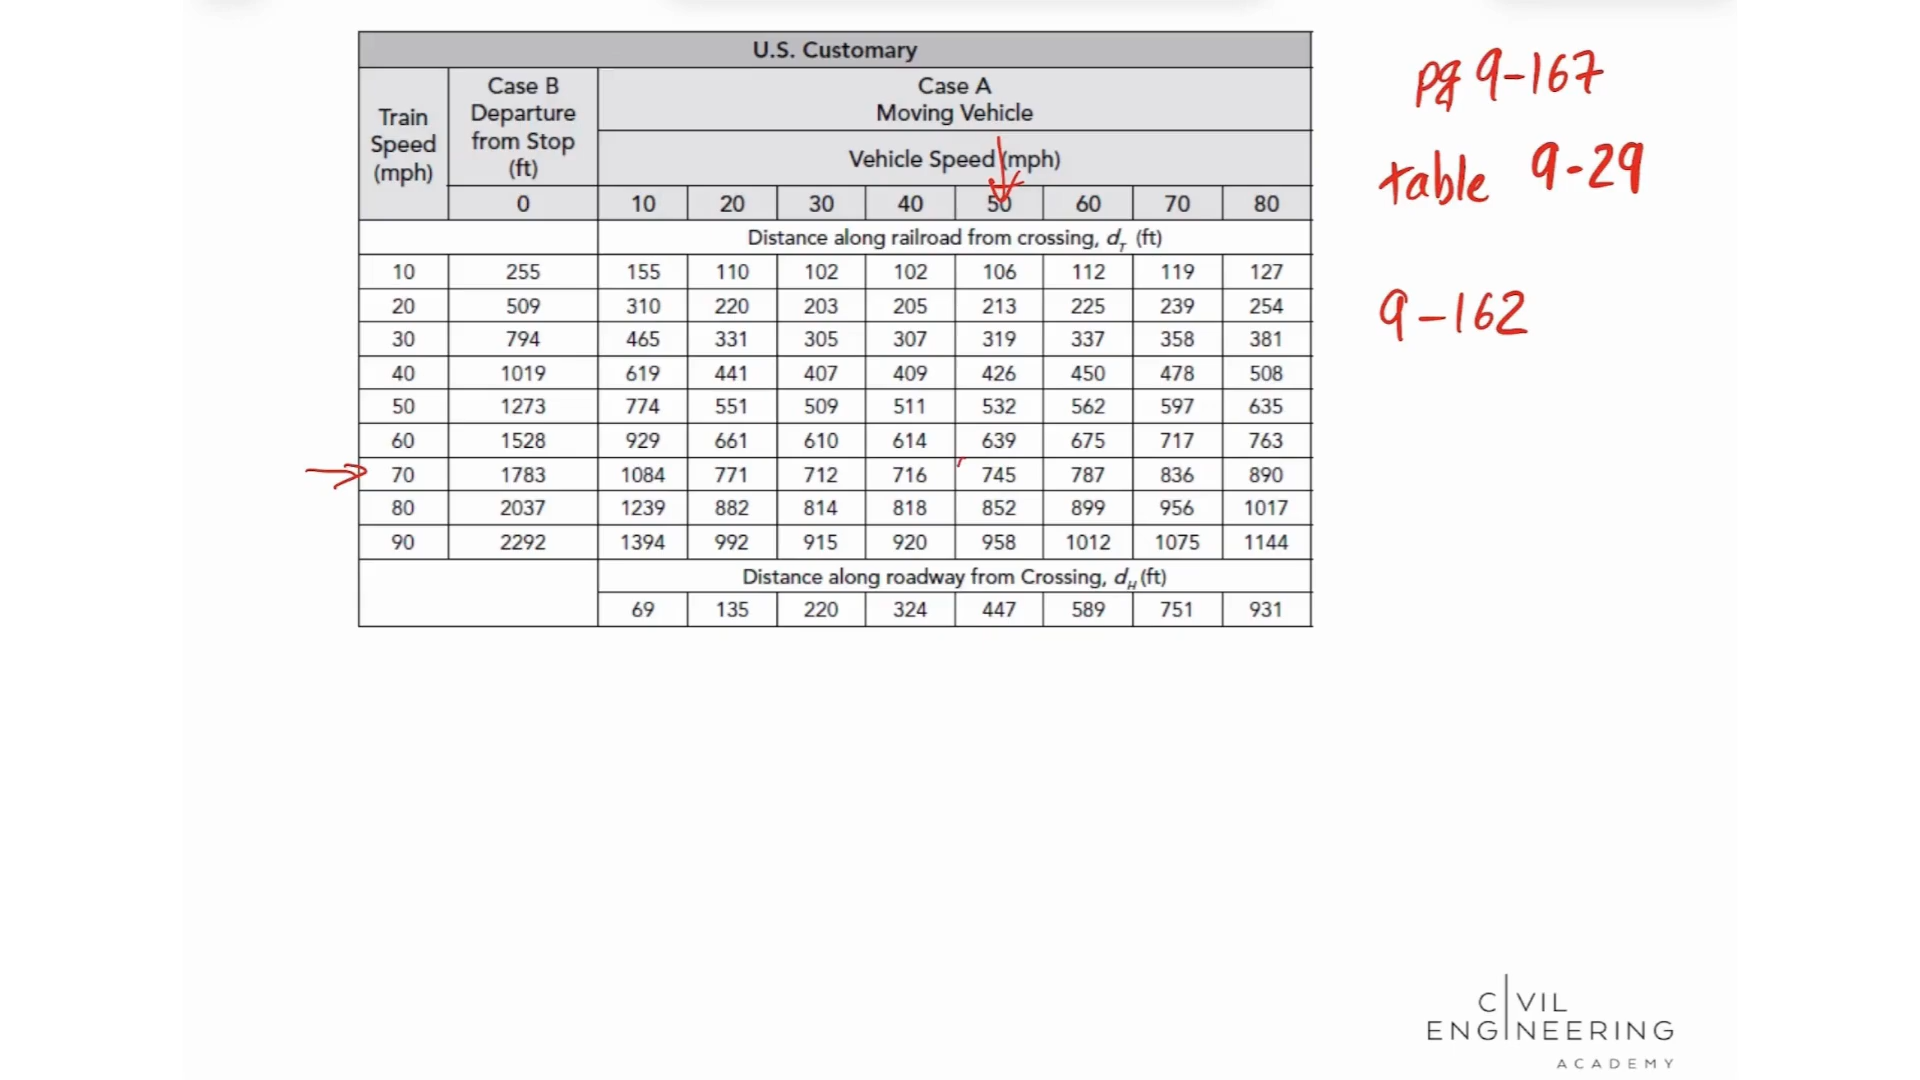 U.S. Customary
Train Speed (mph)
Case B Departure from Stop (ft)
Case A
Moving Vehicle
Vehicle Speed (mph)
0 10 20 30 40 50 60 70 80
Distance along railroad from crossing, dT (ft)
10 255 155 110 102 102 106 112 119 127
20 509 310 220 203 205 213 225 239 254
30 794 465 331 305 307 319 337 358 381
40 1019 619 441 407 409 426 450 478 508
50 1273 774 551 509 511 532 562 597 635
60 1528 929 661 610 614 639 675 717 763
70 1783 1084 771 712 716 745 787 836 890
80 2037 1239 882 814 818 852 899 956 1017
90 2292 1394 992 915 920 958 1012 1075 1144
Distance along roadway from Crossing, dH (ft)
69 135 220 324 447 589 751 931
pg 9-167
table 9-29
9-162
CIVIL
ENGINEERING
ACADEMY